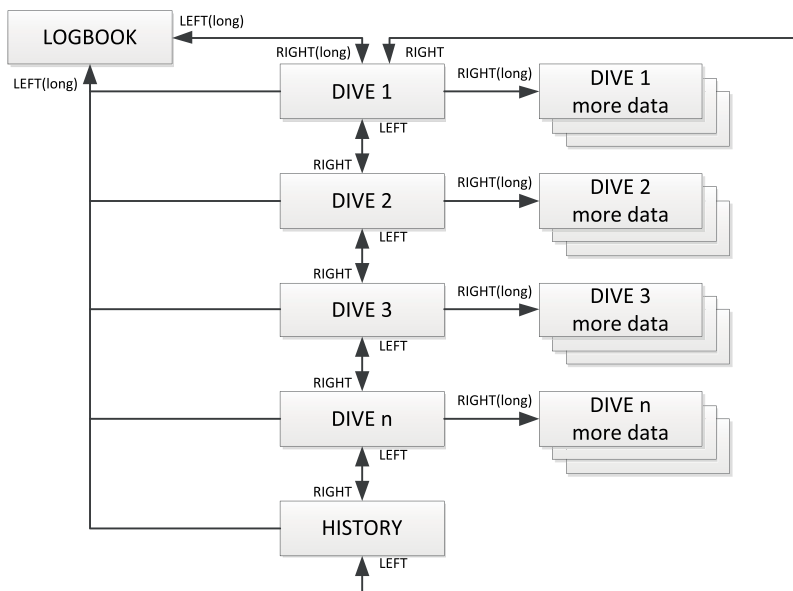 LEFT(long)
LOGBOOK
RIGHT(long) RIGHT
LEFT(long)
RIGHT(long)
DIVE 1
DIVE 1
more data
LEFT
RIGHT
RIGHT(long)
DIVE 2
DIVE 2
more data
LEFT
RIGHT
RIGHT(long)
DIVE 3
DIVE 3
more data
LEFT
RIGHT
RIGHT(long)
DIVE n
DIVE n
more data
LEFT
RIGHT
HISTORY
LEFT